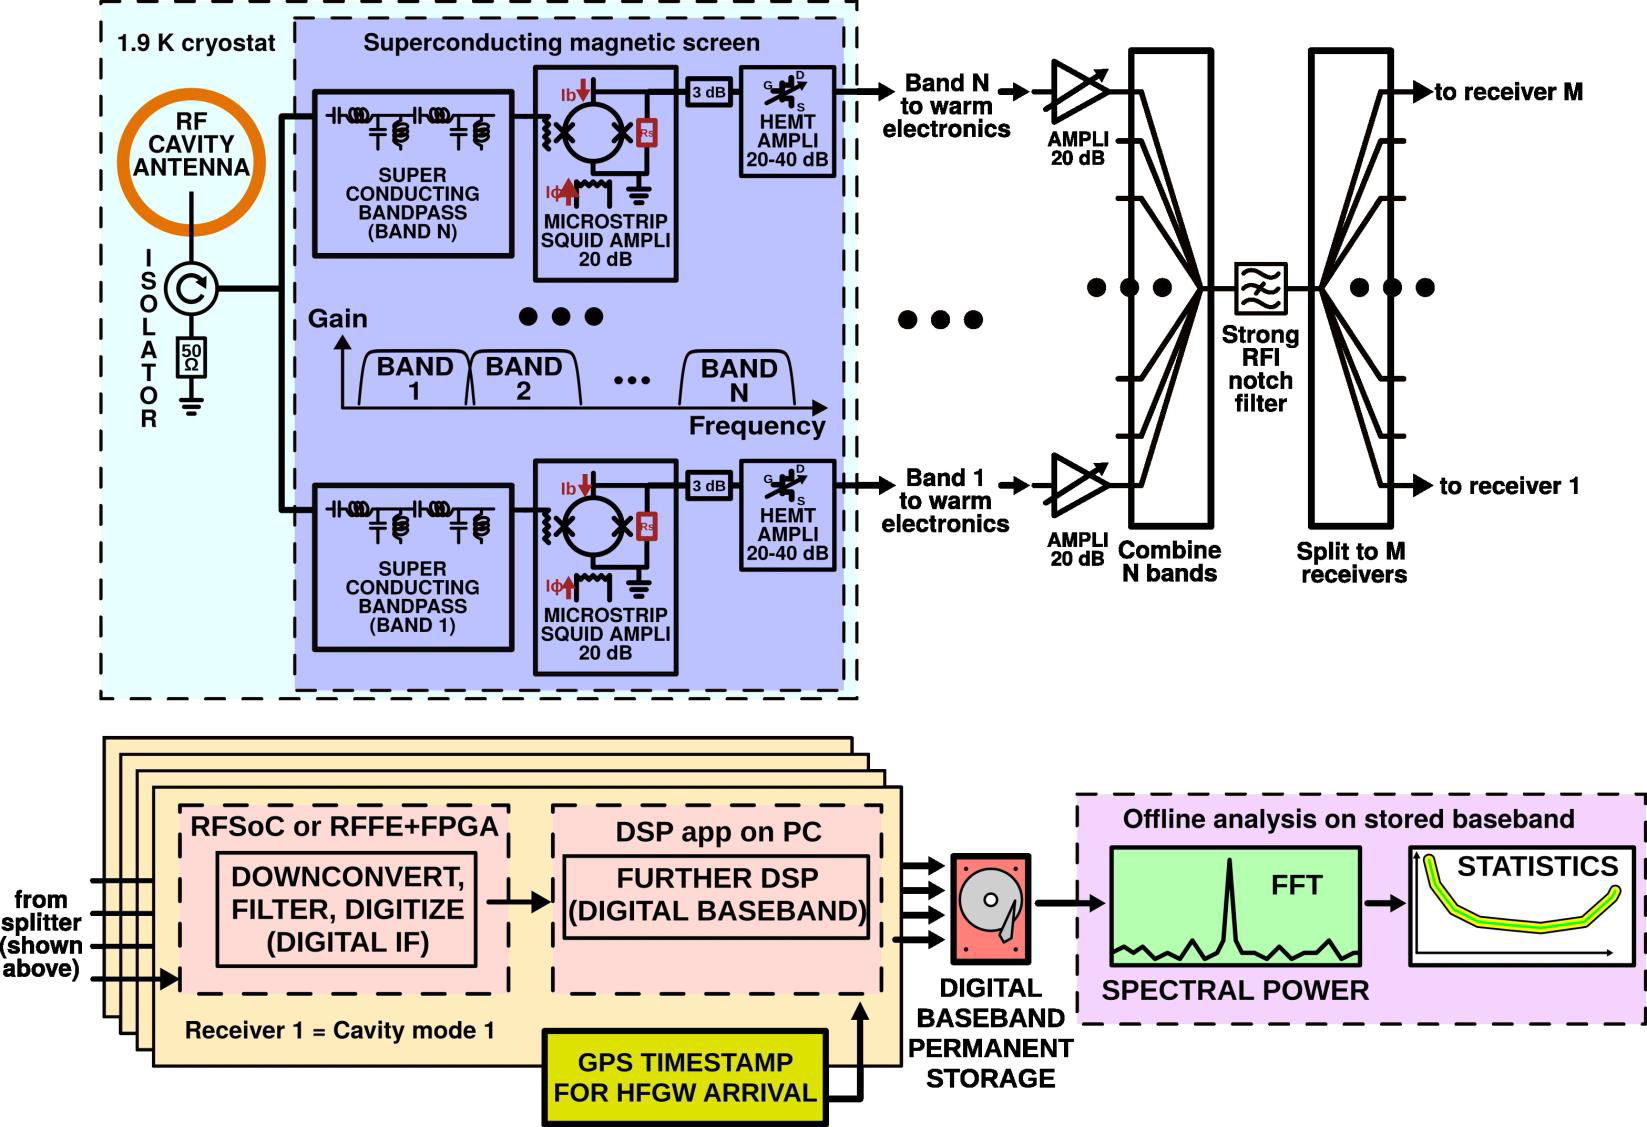 1.9 K cryostat
Superconducting magnetic screen
RF
CAVITY
ANTENNA
I
S
O
L
A
T
O
R
50
Ω
SUPER
CONDUCTING
BANDPASS
(BAND N)
Ib
Rs
Iϕ
MICROSTRIP
SQUID AMPLI
20 dB
3 dB
G
D
S
HEMT
AMPLI
20-40 dB
Band N
to warm
electronics
AMPLI
20 dB
to receiver M
Gain
BAND
1
BAND
2
...
BAND
N
Frequency
Strong
RFI
notch
filter
SUPER
CONDUCTING
BANDPASS
(BAND 1)
Ib
Rs
Iϕ
MICROSTRIP
SQUID AMPLI
20 dB
3 dB
G
D
S
HEMT
AMPLI
20-40 dB
Band 1
to warm
electronics
AMPLI
20 dB
Combine
N bands
Split to M
receivers
to receiver 1
from
splitter
(shown
above)
RFSoC or RFFE+FPGA
DOWNCONVERT,
FILTER, DIGITIZE
(DIGITAL IF)
DSP app on PC
FURTHER DSP
(DIGITAL BASEBAND)
Receiver 1 = Cavity mode 1
GPS TIMESTAMP
FOR HFGW ARRIVAL
DIGITAL
BASEBAND
PERMANENT
STORAGE
Offline analysis on stored baseband
FFT
SPECTRAL POWER
STATISTICS